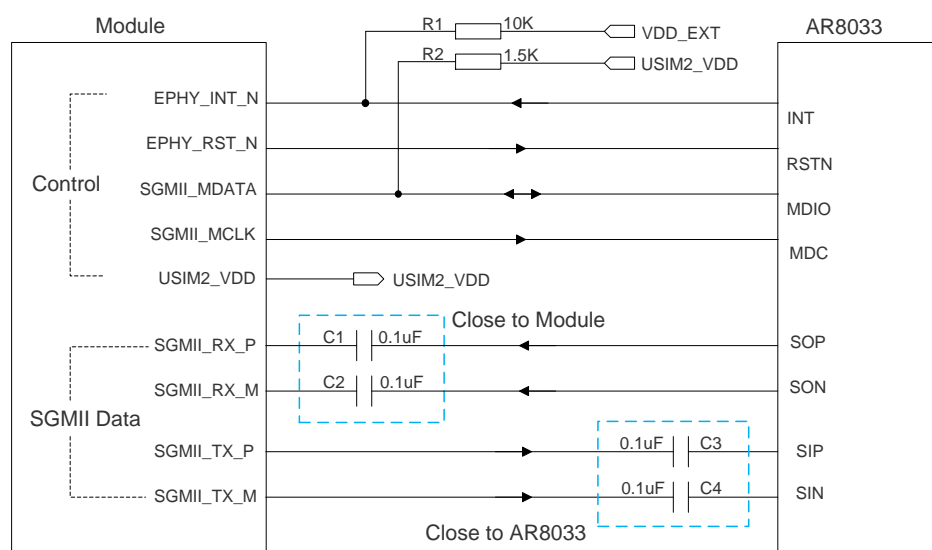 Module
R1 10K VDD_EXT AR8033
R2 1.5K USIM2_VDD
EPHY_INT_N INT
EPHY_RST_N RSTN
Control
SGMII_MDATA MDIO
SGMII_MCLK MDC
USIM2_VDD USIM2_VDD
Close to Module
SGMII_RX_P C1 0.1uF SOP
SGMII_RX_M C2 0.1uF SON
SGMII Data
SGMII_TX_P 0.1uF C3 SIP
SGMII_TX_M 0.1uF C4 SIN
Close to AR8033